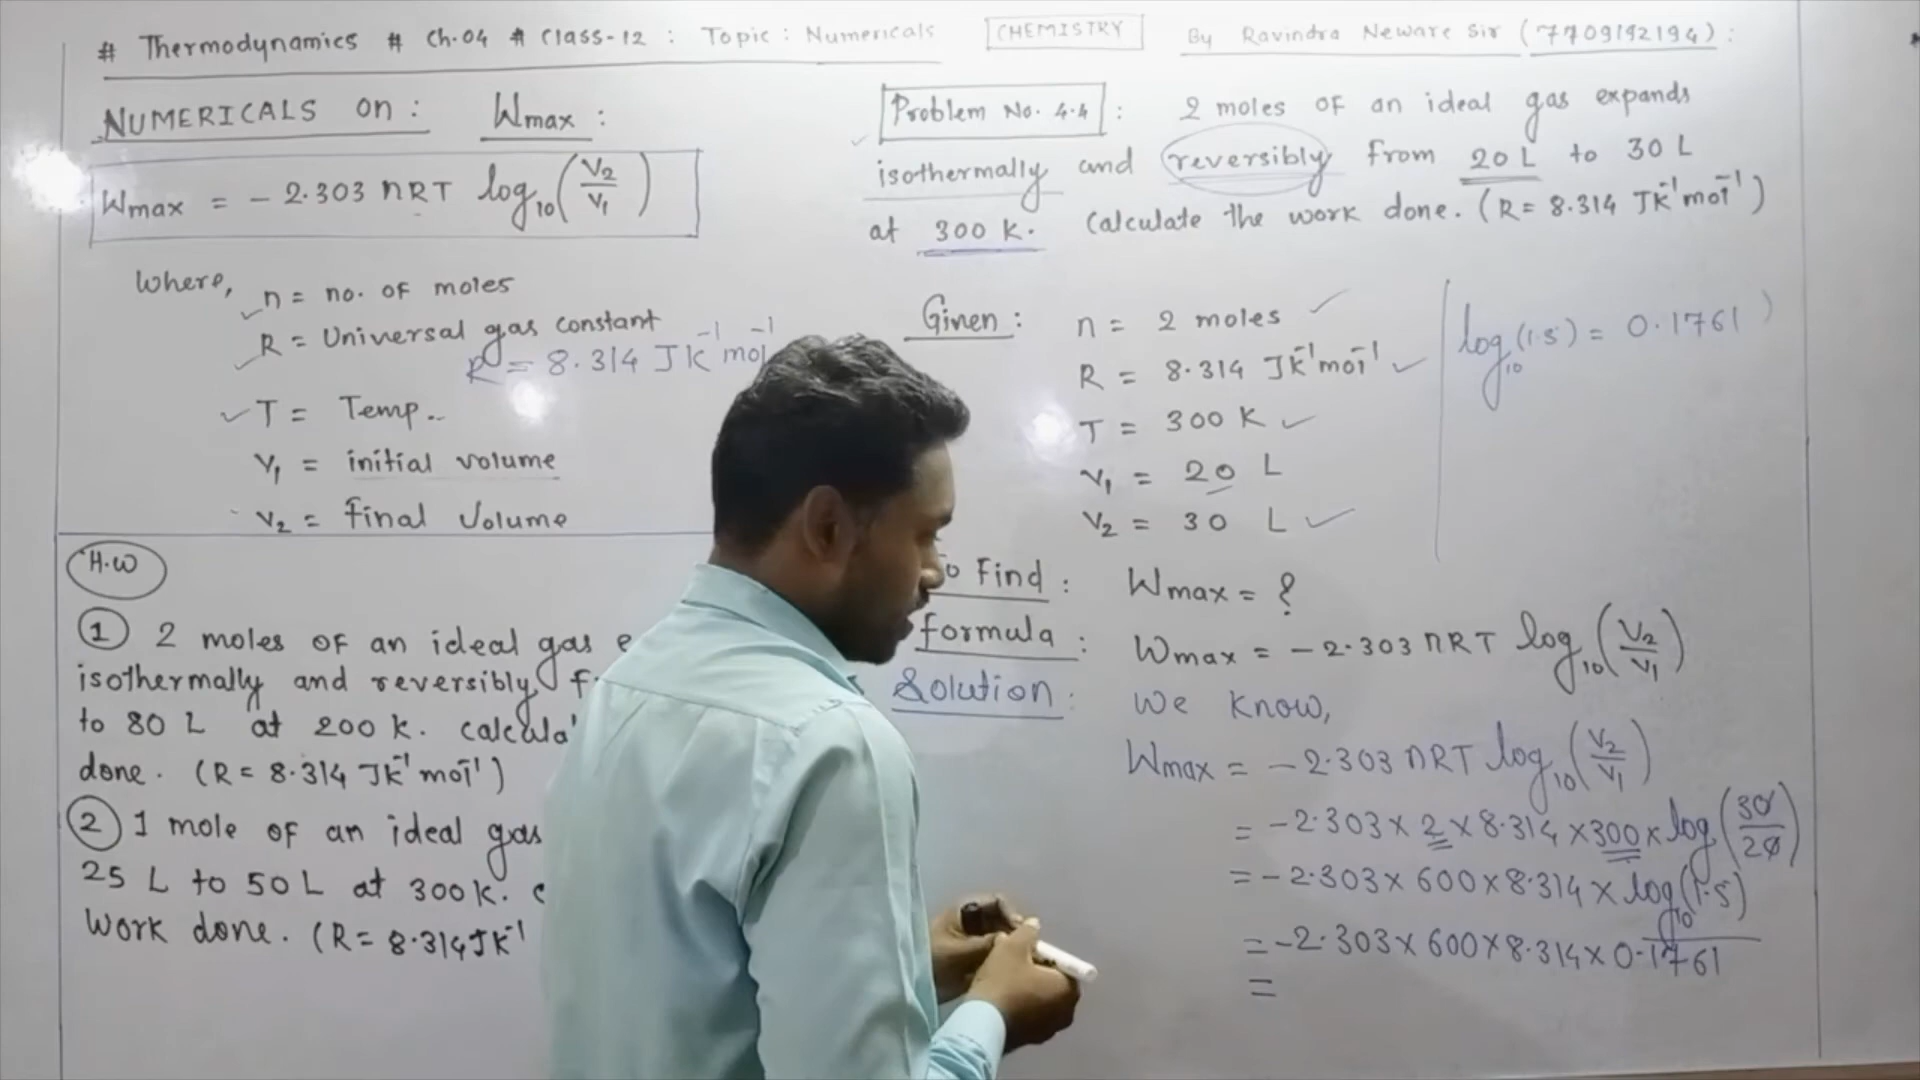 # Thermodynamics # Ch.04 # Class-12 : Topic : Numericals CHEMISTRY By Ravindra Neware Sir (7709192194) :
NUMERICALS on : Wmax :
Wmax = - 2.303 nRT log₁₀ (V₂/V₁)
Where, n = no. of moles
R = Universal gas constant
R = 8.314 JK⁻¹ mol
T = Temp..
V₁ = initial volume
V₂ = final Volume
H.W
① 2 moles of an ideal gas e
isothermally and reversibly f
to 80 L at 200 K. calcula
done. (R = 8.314 JK⁻¹ mol⁻¹)
② 1 mole of an ideal gas
25 L to 50 L at 300 K. c
Work done. (R = 8.314 JK⁻¹
Problem No. 4.4 : 2 moles of an ideal gas expands
isothermally and reversibly from 20 L to 30 L
at 300 K. Calculate the work done. (R = 8.314 JK⁻¹ mol⁻¹)
Given : n = 2 moles
R = 8.314 JK⁻¹ mol⁻¹
T = 300 K
V₁ = 20 L
V₂ = 30 L
log₁₀ (1.5) = 0.1761
To Find : Wmax = ?
formula : Wmax = - 2.303 nRT log₁₀ (V₂/V₁)
Solution : We know,
Wmax = - 2.303 nRT log₁₀ (V₂/V₁)
= - 2.303 x 2 x 8.314 x 300 x log (30/20)
= - 2.303 x 600 x 8.314 x log₁₀ (1.5)
= - 2.303 x 600 x 8.314 x 0.1761
=